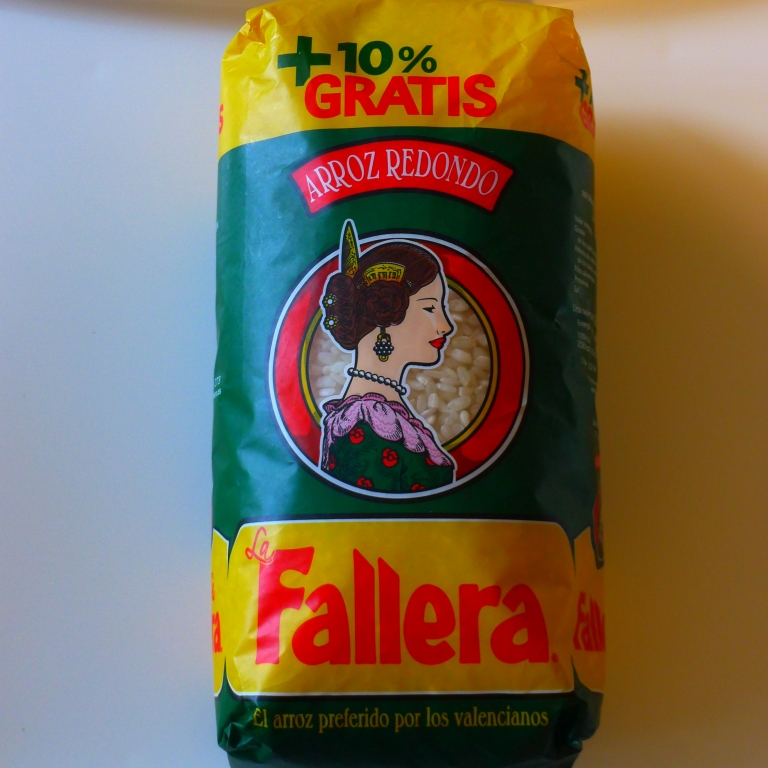 +10%
GRATIS
ARROZ REDONDO
La
Fallera
El arroz preferido por los valencianos